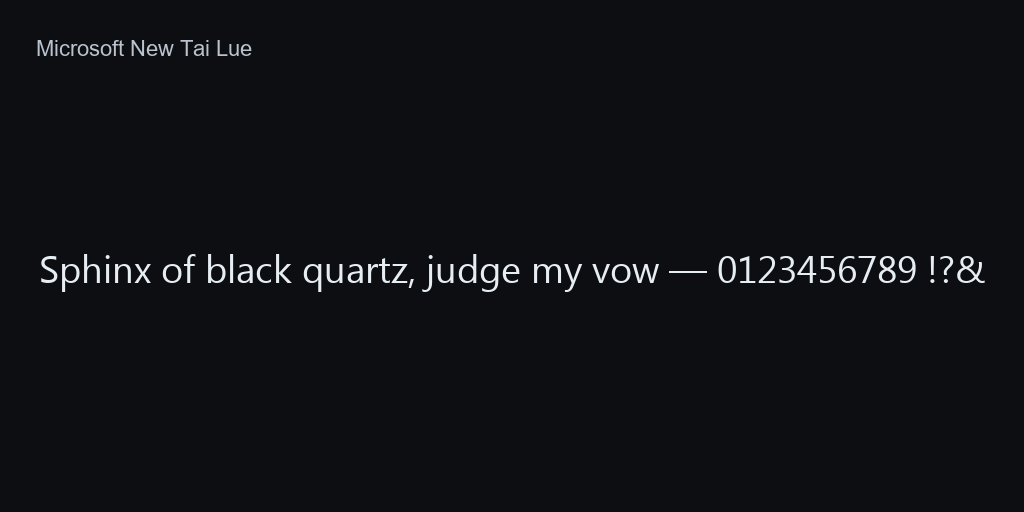 Microsoft New Tai Lue
Sphinx of black quartz, judge my vow — 0123456789 !?&